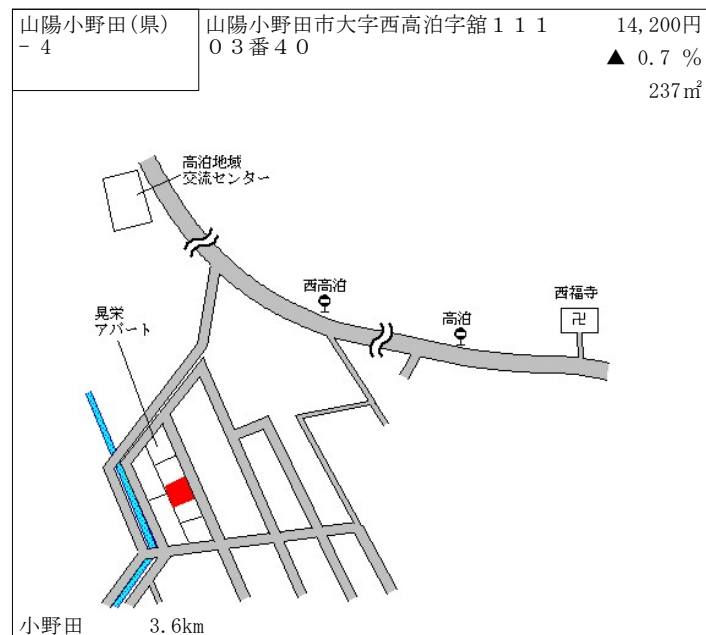 山陽小野田(県)
- 4
山陽小野田市大字西高泊字舘１１１
０３番４０
14,200円
▲ 0.7 %
237㎡
高泊地域
交流センター
西高泊
高泊
西福寺
卍
晃栄
アパート
小野田 3.6km